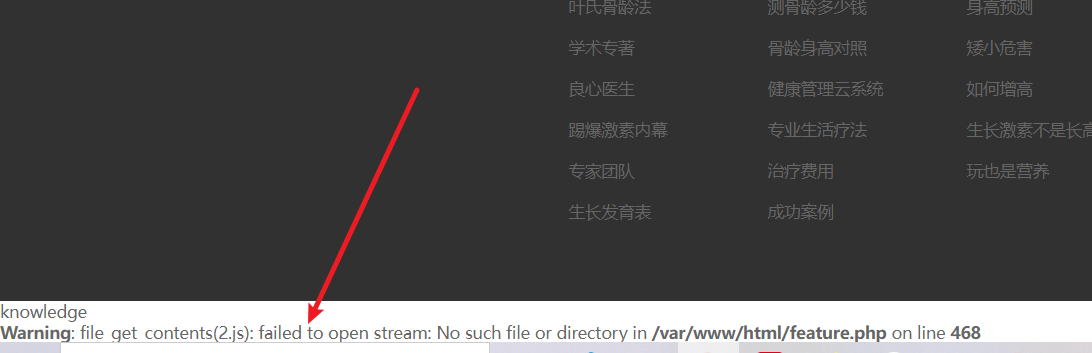 叶氏骨龄法 测骨龄多少钱 身高预测
学术专著 骨龄身高对照 矮小危害
良心医生 健康管理云系统 如何增高
踢爆激素内幕 专业生活疗法 生长激素不是长高
专家团队 治疗费用 玩也是营养
生长发育表 成功案例
knowledge
Warning: file_get_contents(2.js): failed to open stream: No such file or directory in /var/www/html/feature.php on line 468